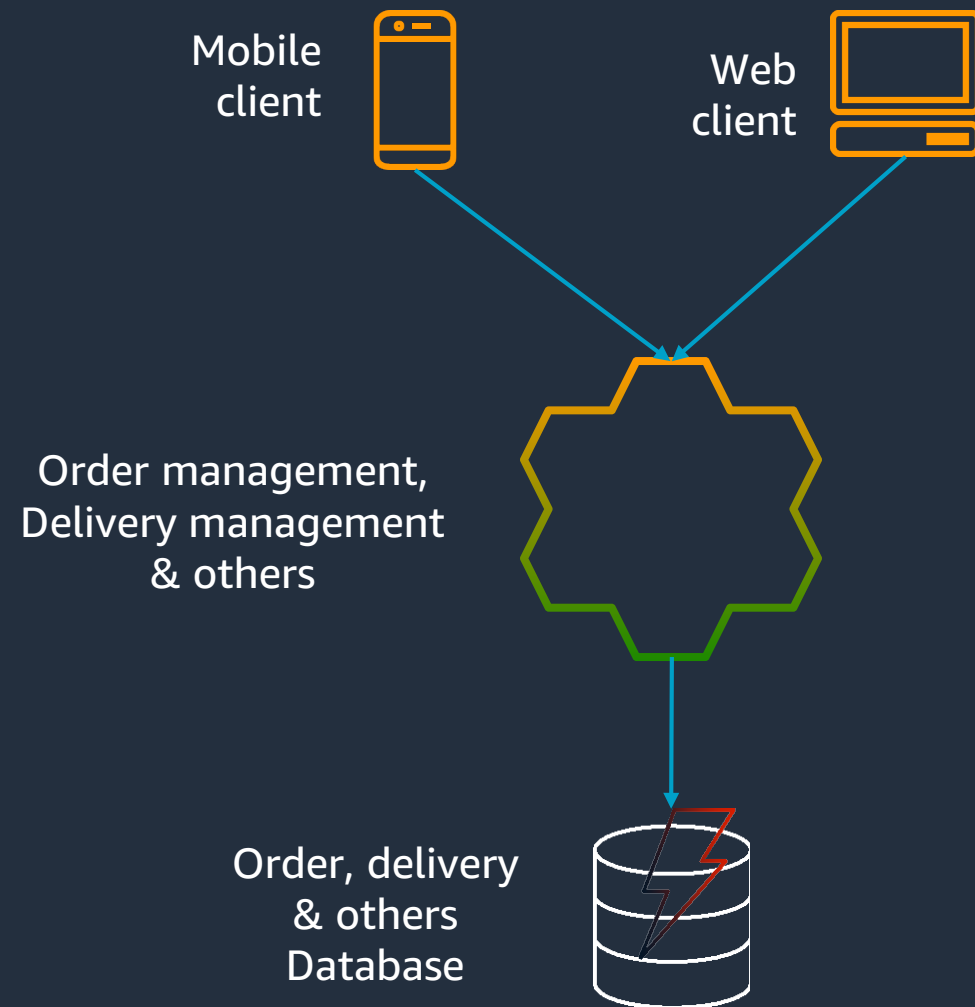 Mobile
client
Web
client
Order management,
Delivery management
& others
Order, delivery
& others
Database